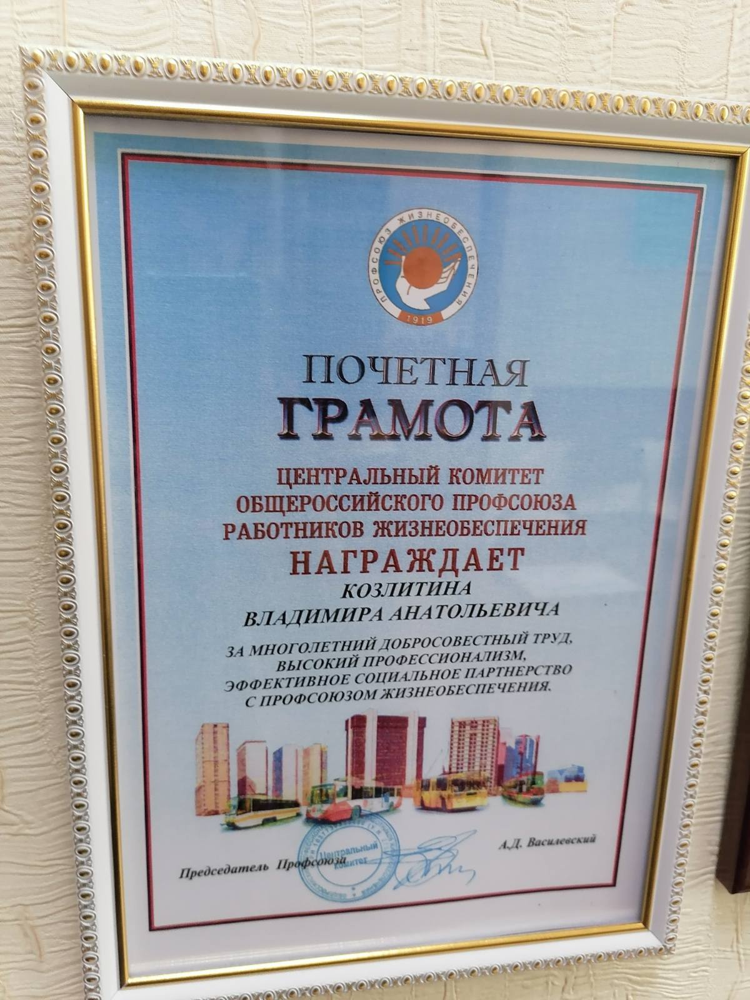 ПРОФСОЮЗ ЖИЗНЕОБЕСПЕЧЕНИЯ
1919
ПОЧЕТНАЯ
ГРАМОТА
ЦЕНТРАЛЬНЫЙ КОМИТЕТ
ОБЩЕРОССИЙСКОГО ПРОФСОЮЗА
РАБОТНИКОВ ЖИЗНЕОБЕСПЕЧЕНИЯ
НАГРАЖДАЕТ
КОЗЛИТИНА
ВЛАДИМИРА АНАТОЛЬЕВИЧА
ЗА МНОГОЛЕТНИЙ ДОБРОСОВЕСТНЫЙ ТРУД,
ВЫСОКИЙ ПРОФЕССИОНАЛИЗМ,
ЭФФЕКТИВНОЕ СОЦИАЛЬНОЕ ПАРТНЕРСТВО
С ПРОФСОЮЗОМ ЖИЗНЕОБЕСПЕЧЕНИЯ.
Председатель Профсоюза
А.Д. Василевский
Центральный
комитет